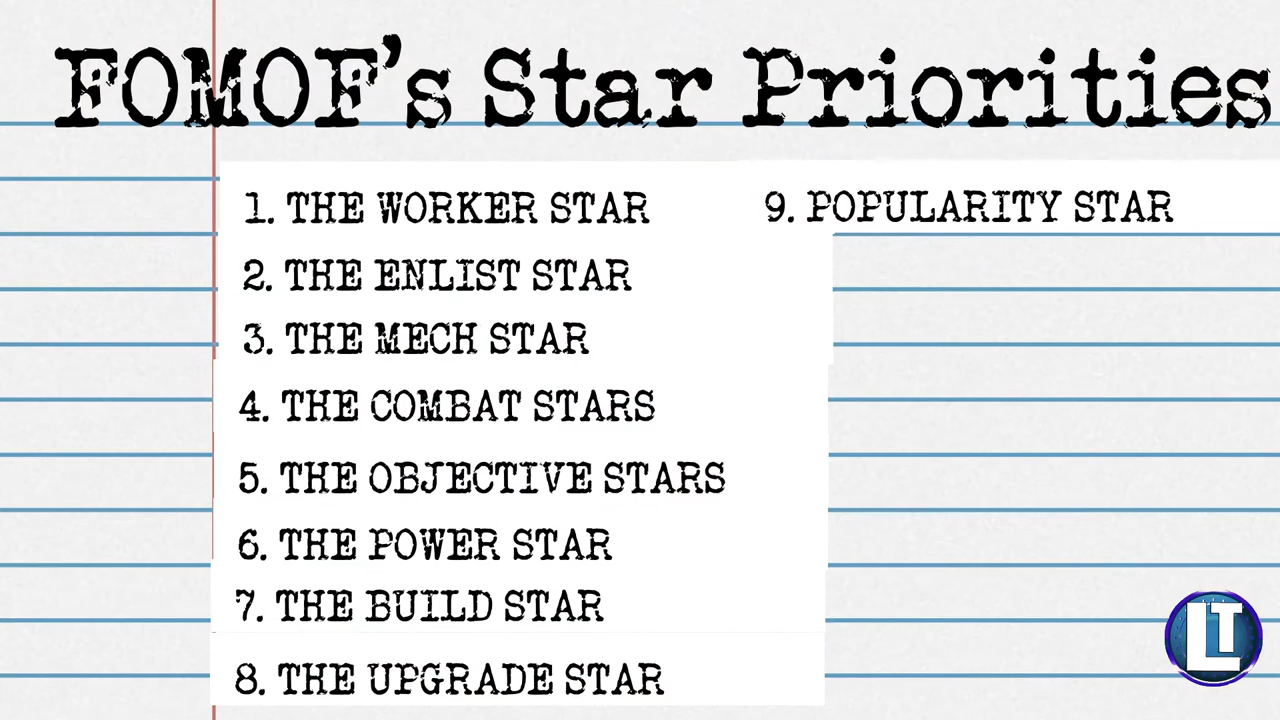 FOMOF's Star Priorities
1. THE WORKER STAR
2. THE ENLIST STAR
3. THE MECH STAR
4. THE COMBAT STARS
5. THE OBJECTIVE STARS
6. THE POWER STAR
7. THE BUILD STAR
8. THE UPGRADE STAR
9. POPULARITY STAR
LT